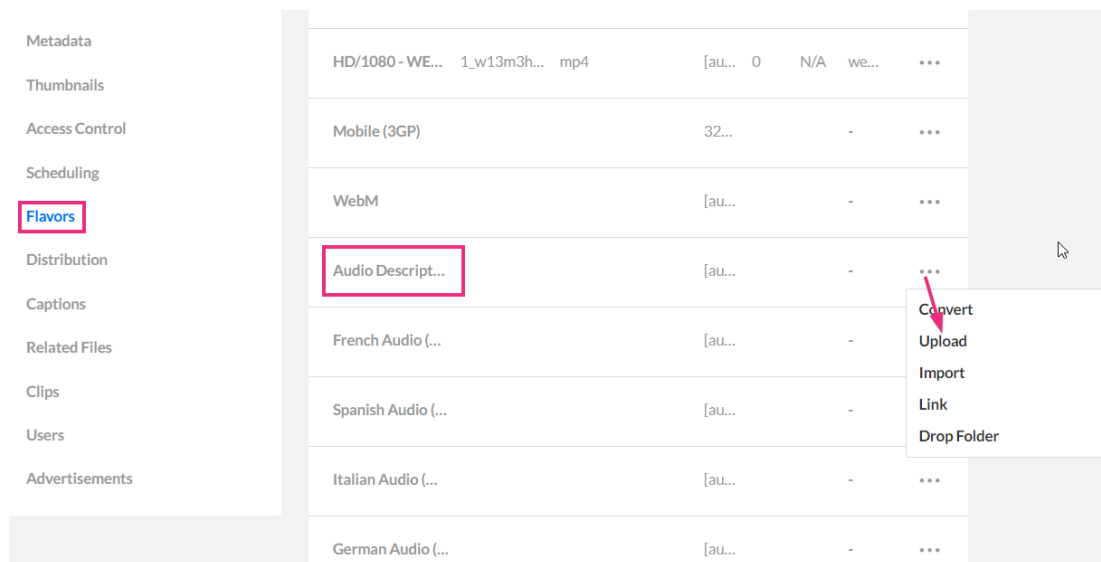 Metadata
Thumbnails
Access Control
Scheduling
Flavors
Distribution
Captions
Related Files
Clips
Users
Advertisements
HD/1080 - WE... 1_w13m3h... mp4 [au... 0 N/A we...
Mobile (3GP) 32... -
WebM [au... -
Audio Descript... [au... -
French Audio (... [au... -
Spanish Audio (... [au... -
Italian Audio (... [au... -
German Audio (... [au... -
Convert
Upload
Import
Link
Drop Folder